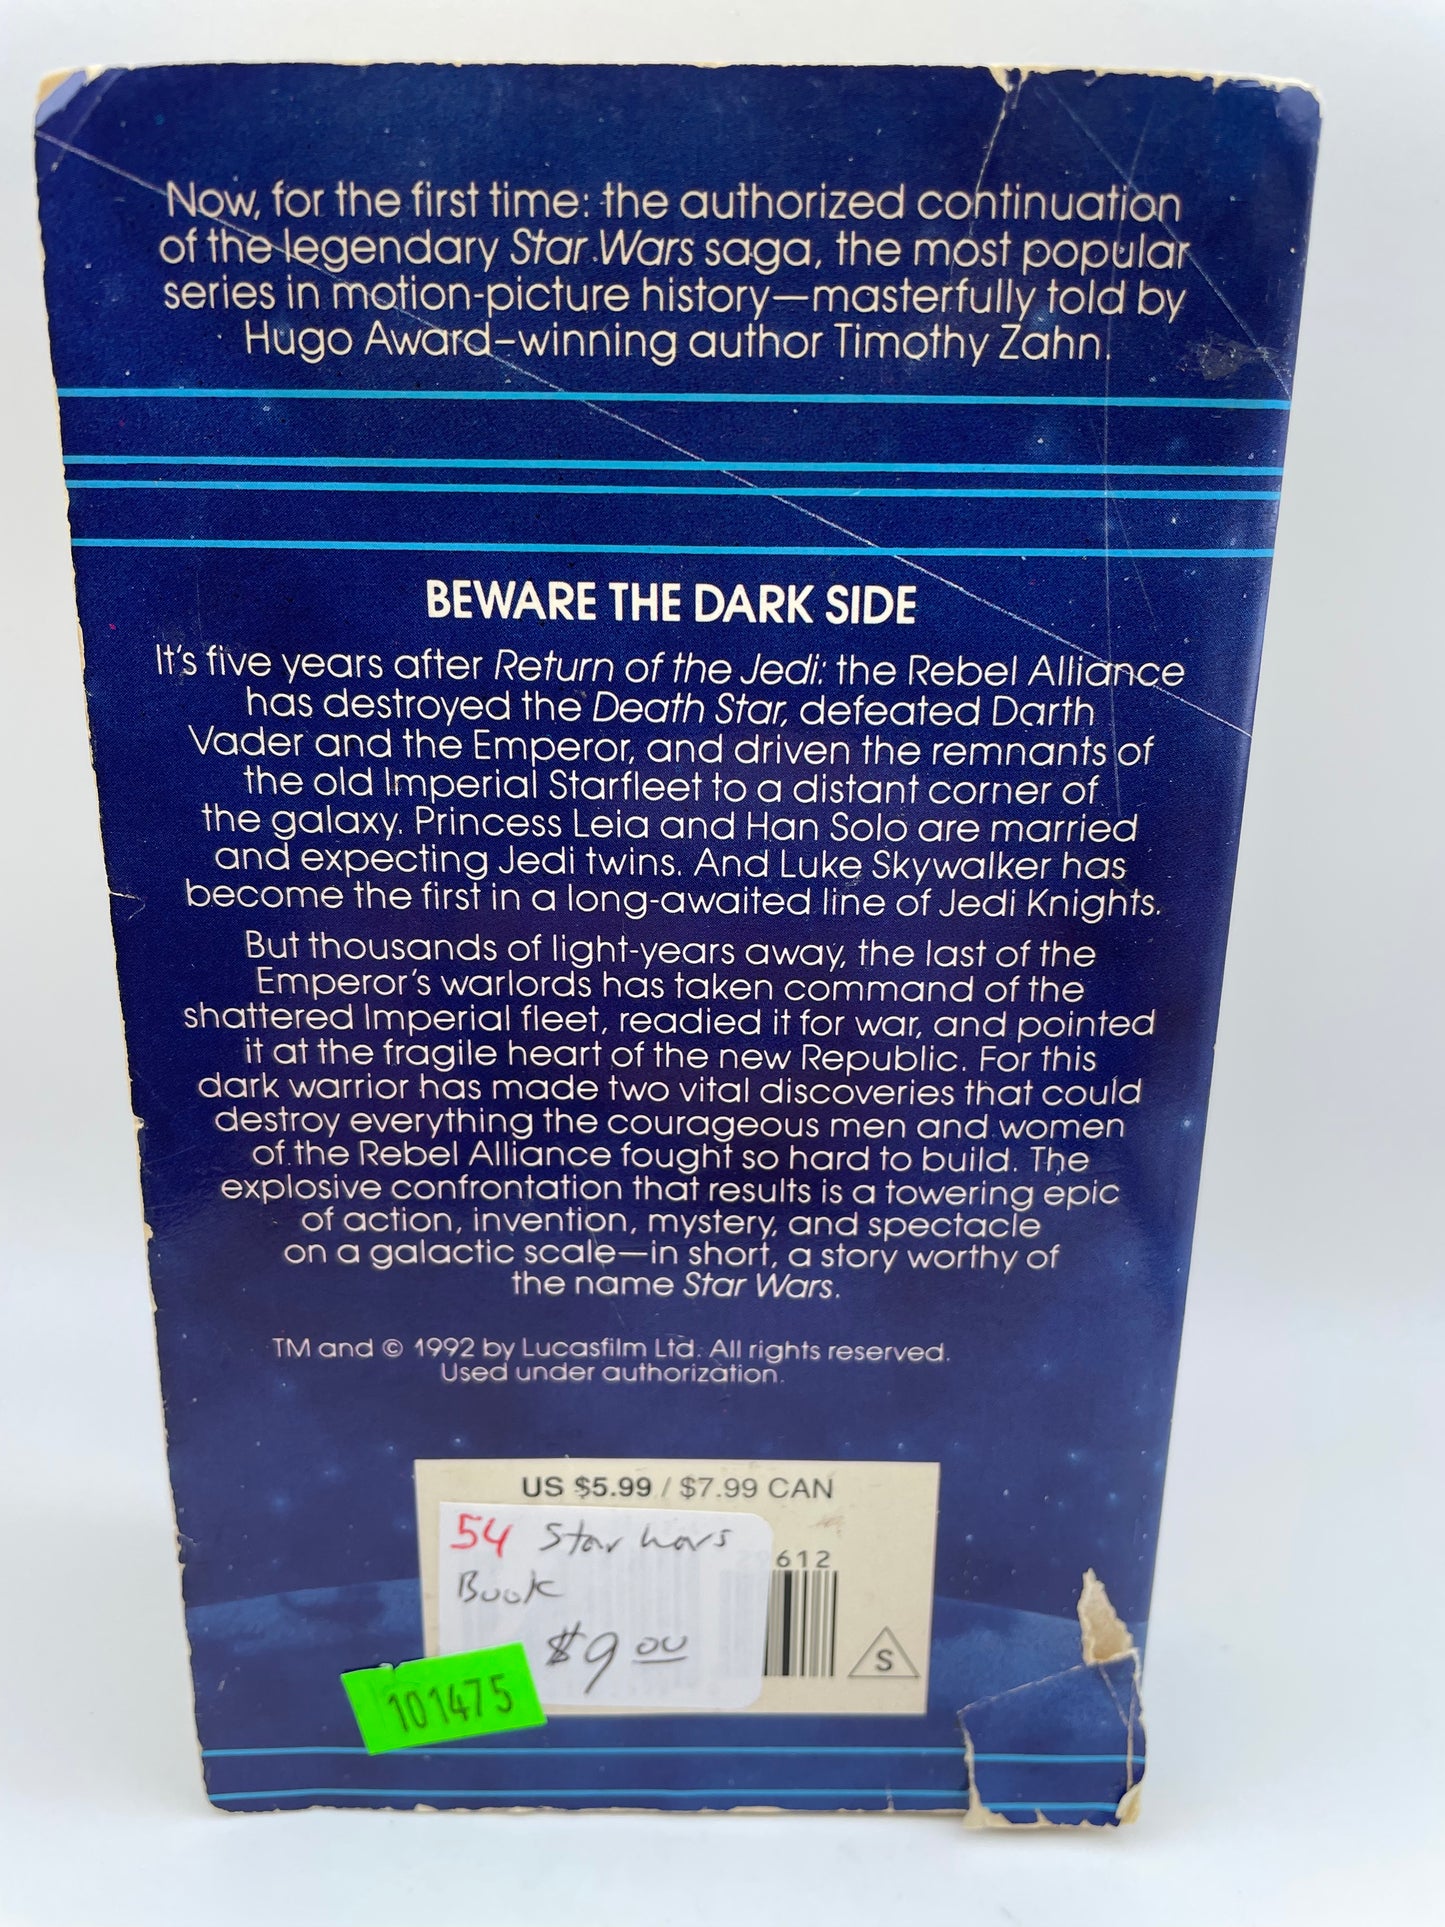 Now, for the first time: the authorized continuation
of the legendary Star Wars saga, the most popular
series in motion-picture history—masterfully told by
Hugo Award–winning author Timothy Zahn.
BEWARE THE DARK SIDE
It's five years after Return of the Jedi: the Rebel Alliance
has destroyed the Death Star, defeated Darth
Vader and the Emperor, and driven the remnants of
the old Imperial Starfleet to a distant corner of
the galaxy. Princess Leia and Han Solo are married
and expecting Jedi twins. And Luke Skywalker has
become the first in a long-awaited line of Jedi Knights.
But thousands of light-years away, the last of the
Emperor's warlords has taken command of the
shattered Imperial fleet, readied it for war, and pointed
it at the fragile heart of the new Republic. For this
dark warrior has made two vital discoveries that could
destroy everything the courageous men and women
of the Rebel Alliance fought so hard to build. The
explosive confrontation that results is a towering epic
of action, invention, mystery, and spectacle
on a galactic scale—in short, a story worthy of
the name Star Wars.
TM and © 1992 by Lucasfilm Ltd. All rights reserved.
Used under authorization.
US $5.99 / $7.99 CAN
54 Star Wars
Book
$9.00
612
S
101475